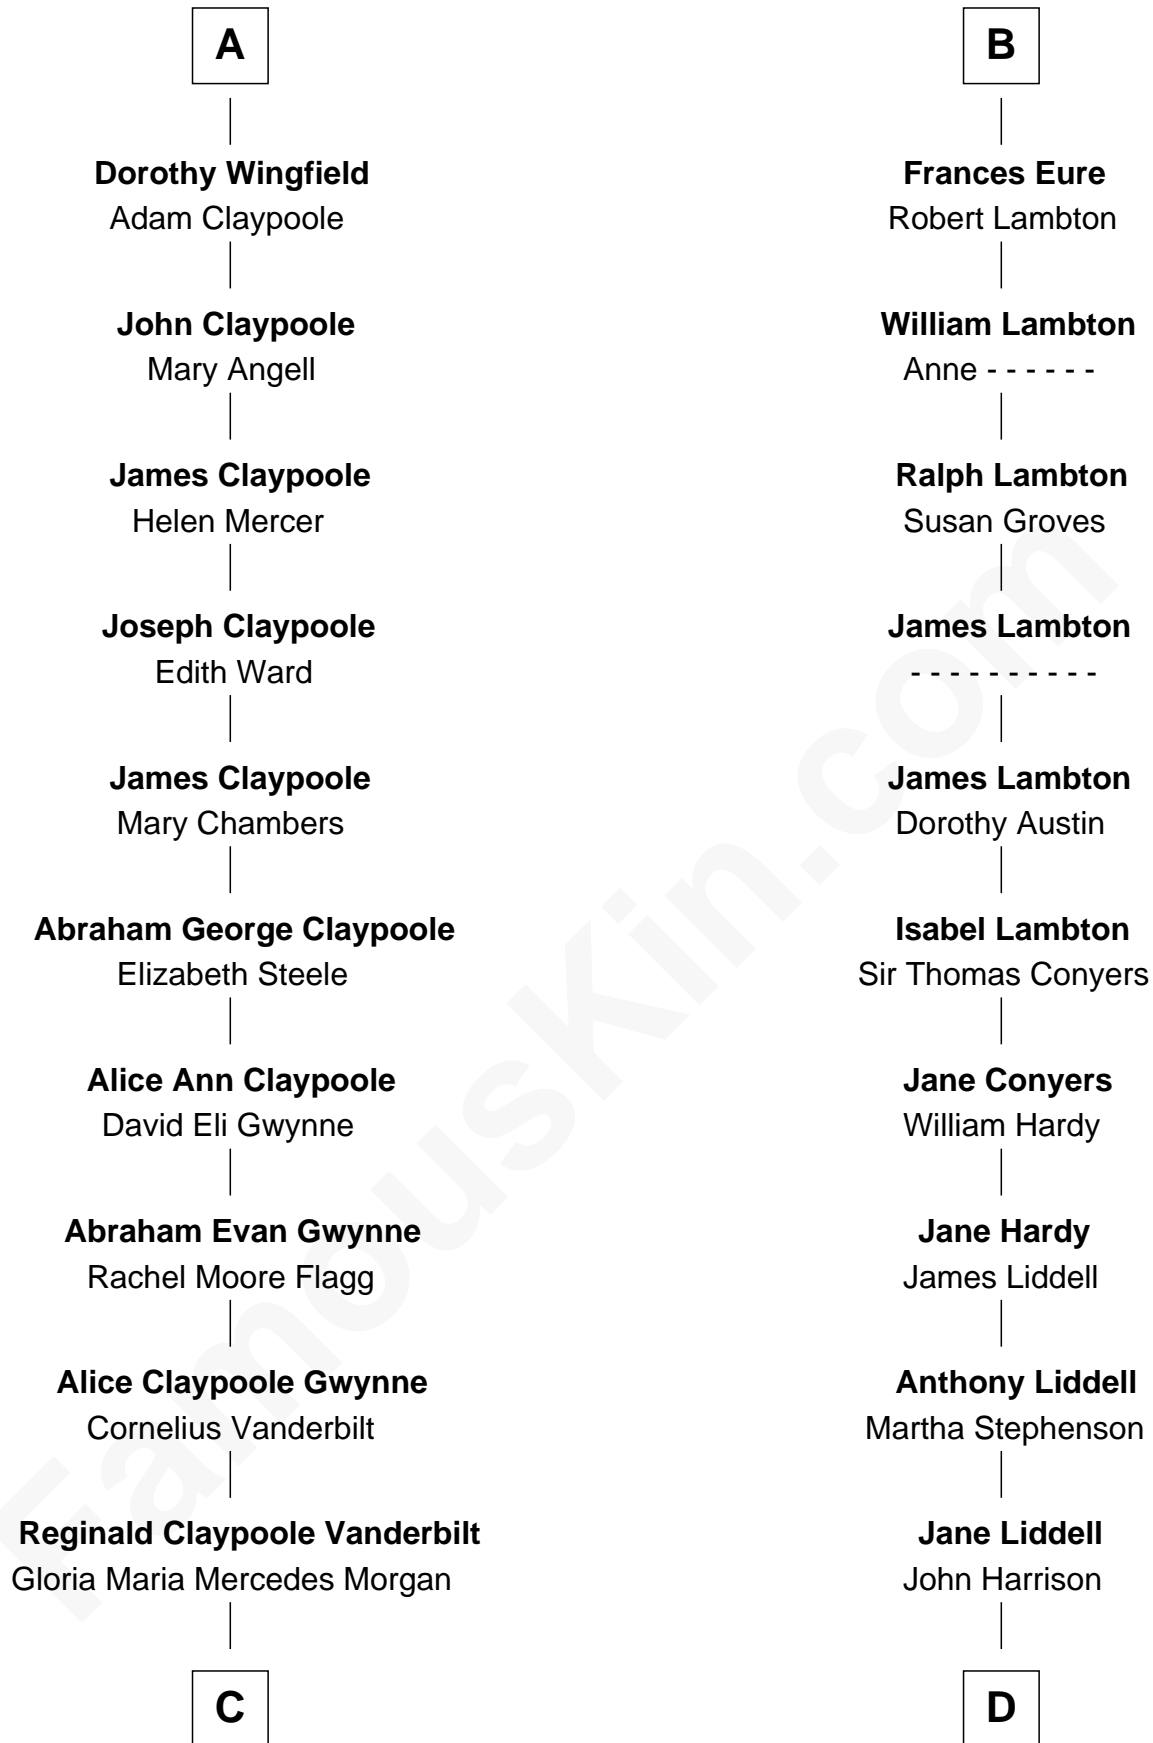 A
Dorothy Wingfield
Adam Claypoole
John Claypoole
Mary Angell
James Claypoole
Helen Mercer
Joseph Claypoole
Edith Ward
James Claypoole
Mary Chambers
Abraham George Claypoole
Elizabeth Steele
Alice Ann Claypoole
David Eli Gwynne
Abraham Evan Gwynne
Rachel Moore Flagg
Alice Claypoole Gwynne
Cornelius Vanderbilt
Reginald Claypoole Vanderbilt
Gloria Maria Mercedes Morgan
C
B
Frances Eure
Robert Lambton
William Lambton
Anne - - - - - -
Ralph Lambton
Susan Groves
James Lambton
- - - - - - - - - -
James Lambton
Dorothy Austin
Isabel Lambton
Sir Thomas Conyers
Jane Conyers
William Hardy
Jane Hardy
James Liddell
Anthony Liddell
Martha Stephenson
Jane Liddell
John Harrison
D
FamousKin.com